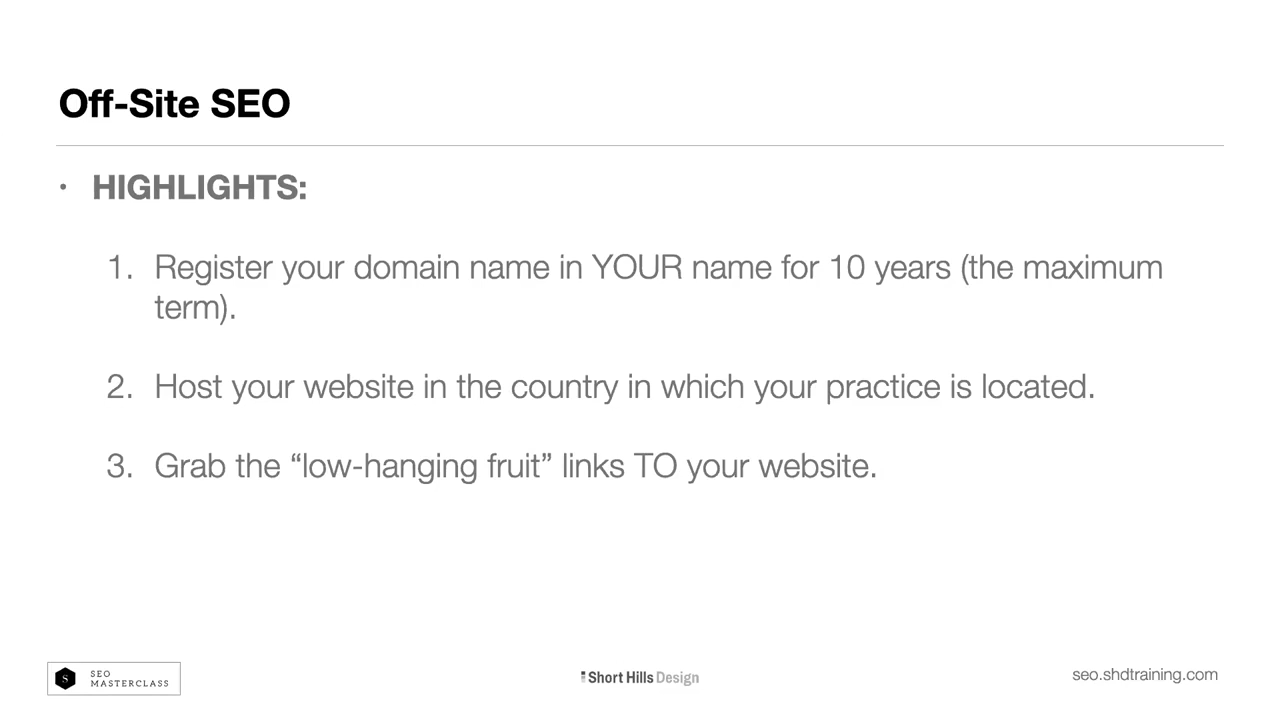 Off-Site SEO
• HIGHLIGHTS:
1. Register your domain name in YOUR name for 10 years (the maximum
term).
2. Host your website in the country in which your practice is located.
3. Grab the “low-hanging fruit” links TO your website.
S
SEO
MASTERCLASS
Short Hills Design
seo.shdtraining.com